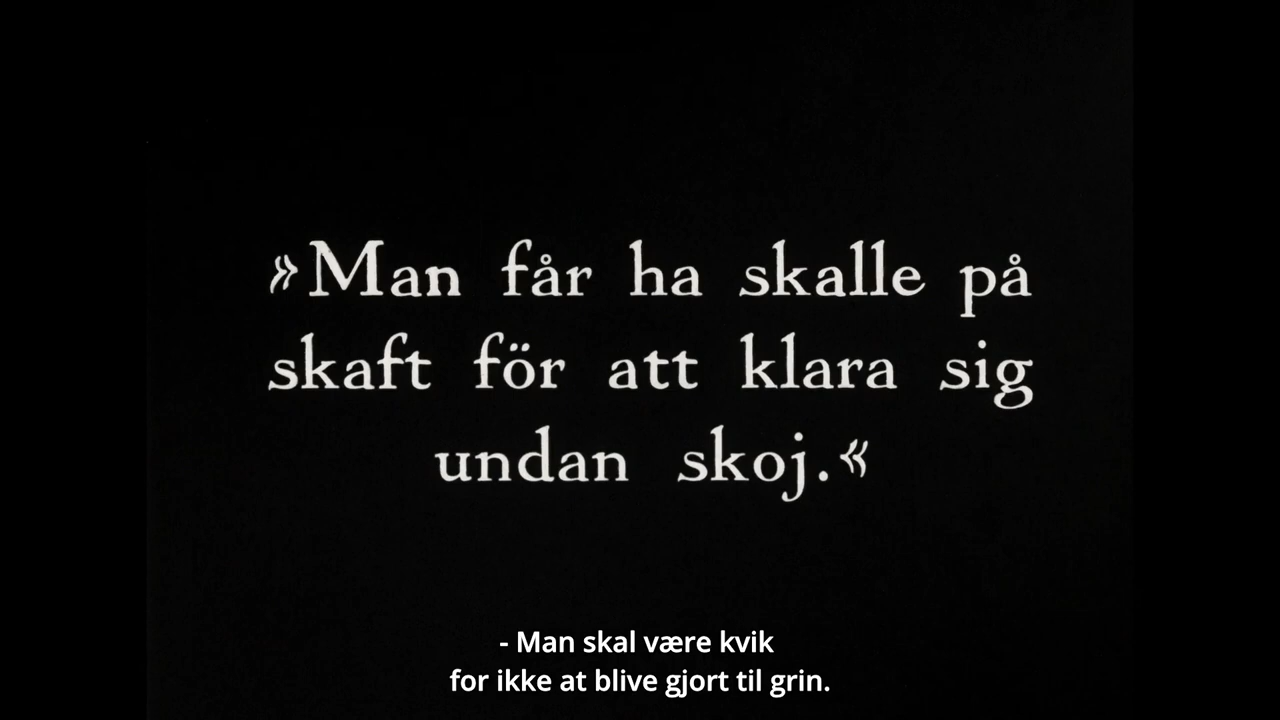 »Man får ha skalle på
skaft för att klara sig
undan skoj.«
- Man skal være kvik
for ikke at blive gjort til grin.